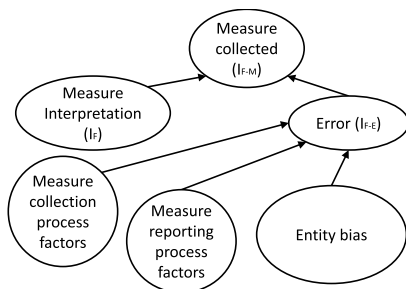 Measure
collected
(IF-M)
Measure
Interpretation
(IF)
Error (IF-E)
Measure
collection
process
factors
Measure
reporting
process
factors
Entity bias